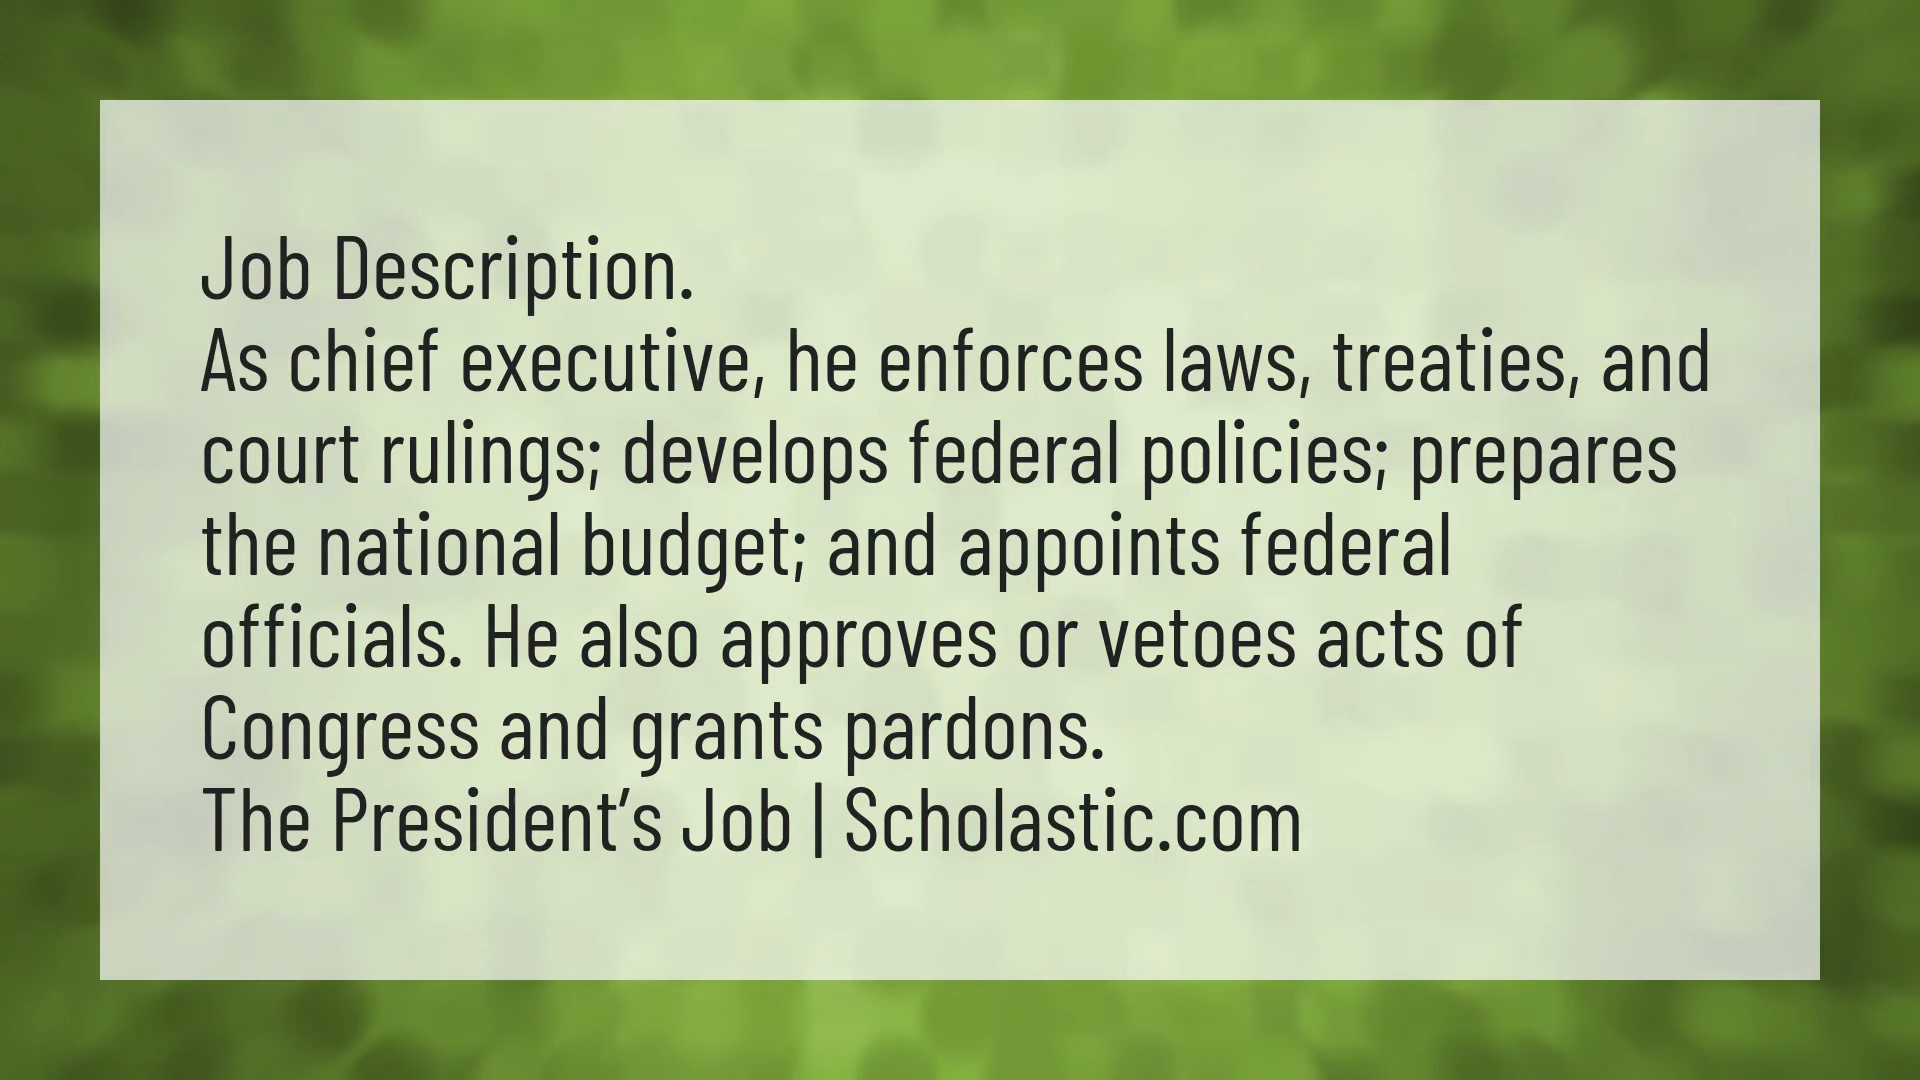 Job Description.
As chief executive, he enforces laws, treaties, and
court rulings; develops federal policies; prepares
the national budget; and appoints federal
officials. He also approves or vetoes acts of
Congress and grants pardons.
The President’s Job | Scholastic.com